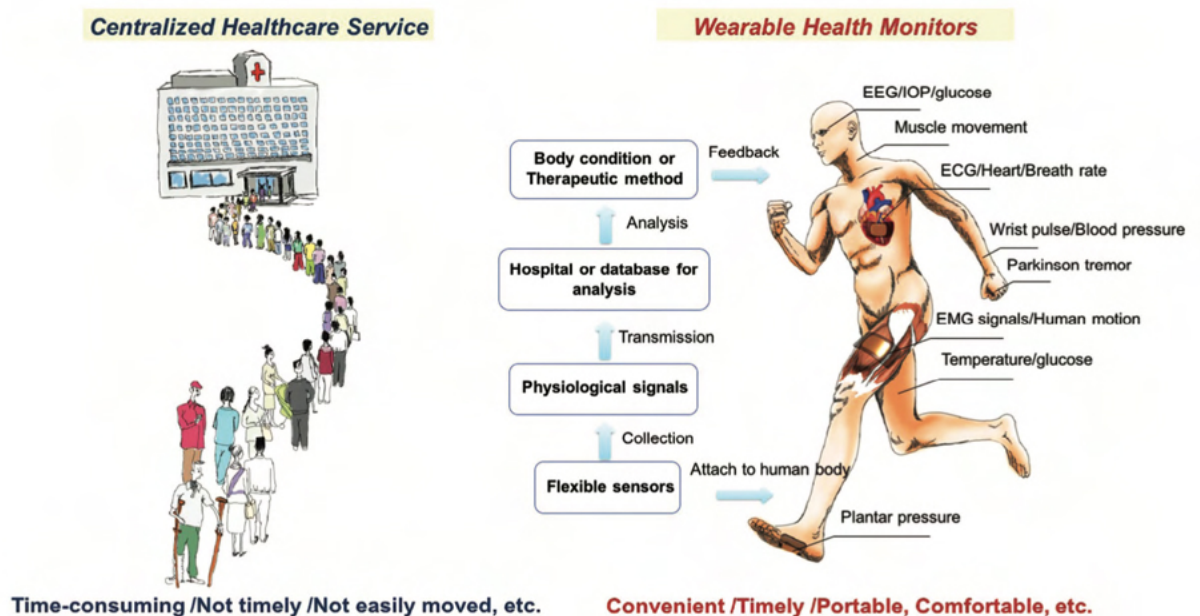 Centralized Healthcare Service
Wearable Health Monitors
EEG/IOP/glucose
Muscle movement
Body condition or
Therapeutic method
Feedback
ECG/Heart/Breath rate
Analysis
Wrist pulse/Blood pressure
Hospital or database for
analysis
Parkinson tremor
Transmission
EMG signals/Human motion
Temperature/glucose
Physiological signals
Collection
Flexible sensors
Attach to human body
Plantar pressure
Time-consuming /Not timely /Not easily moved, etc.
Convenient /Timely /Portable, Comfortable, etc.